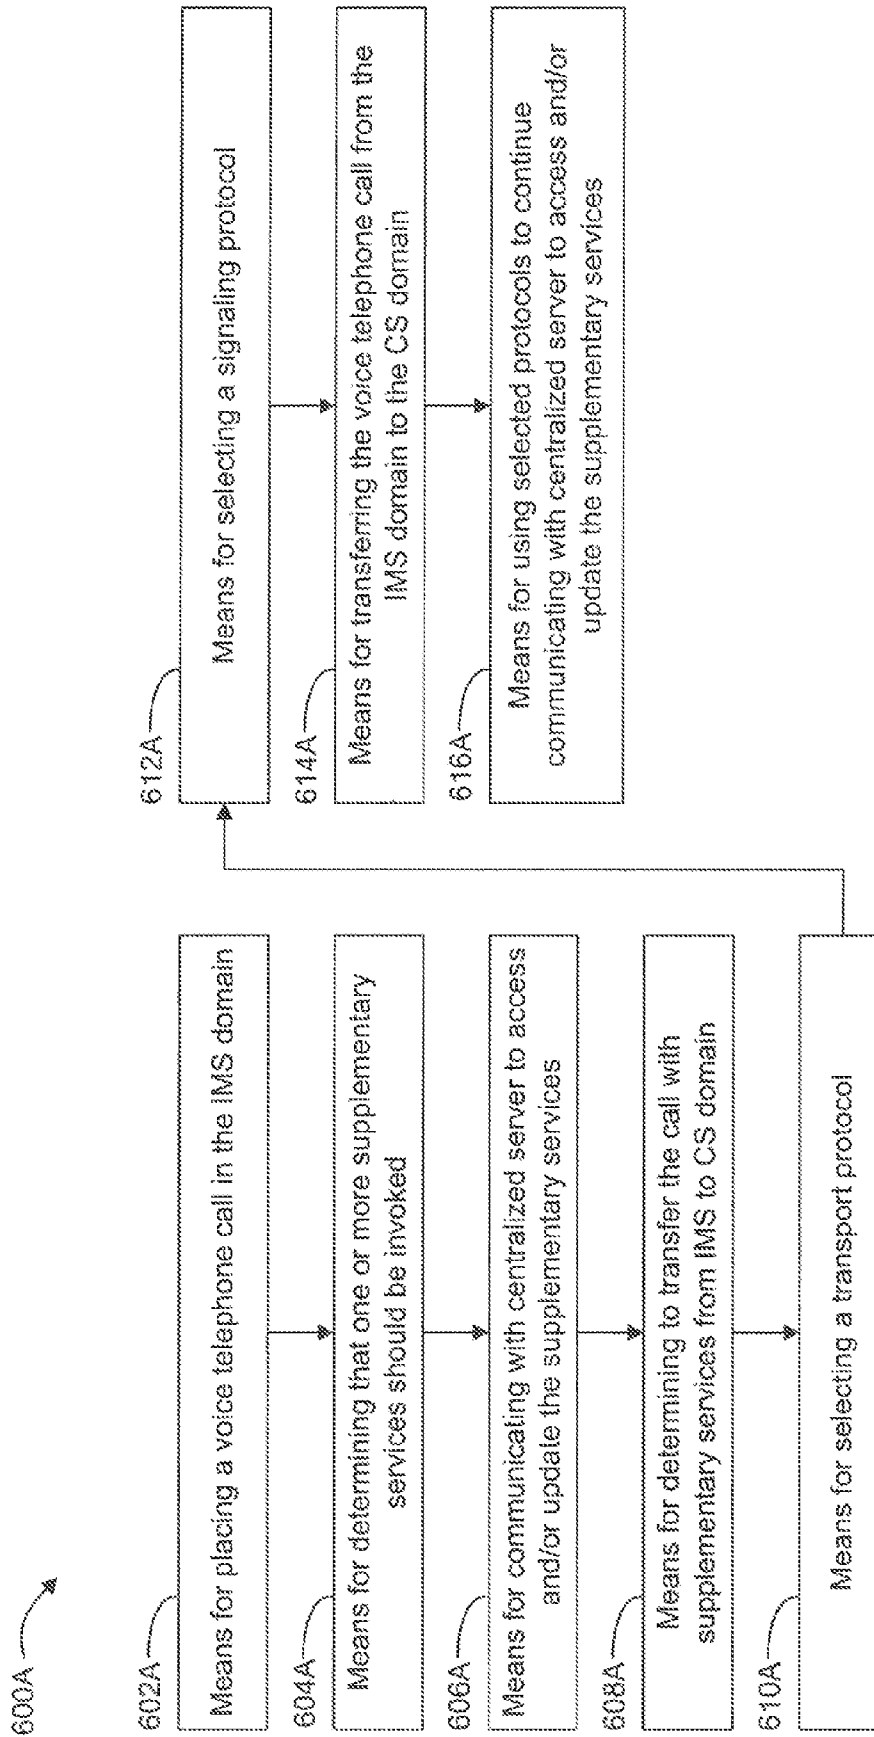 600A
602A
Means for placing a voice telephone call in the IMS domain
604A
Means for determining that one or more supplementary
services should be invoked
606A
Means for communicating with centralized server to access
and/or update the supplementary services
608A
Means for determining to transfer the call with
supplementary services from IMS to CS domain
610A
Means for selecting a transport protocol
612A
Means for selecting a signaling protocol
614A
Means for transferring the voice telephone call from the
IMS domain to the CS domain
616A
Means for using selected protocols to continue
communicating with centralized server to access and/or
update the supplementary services